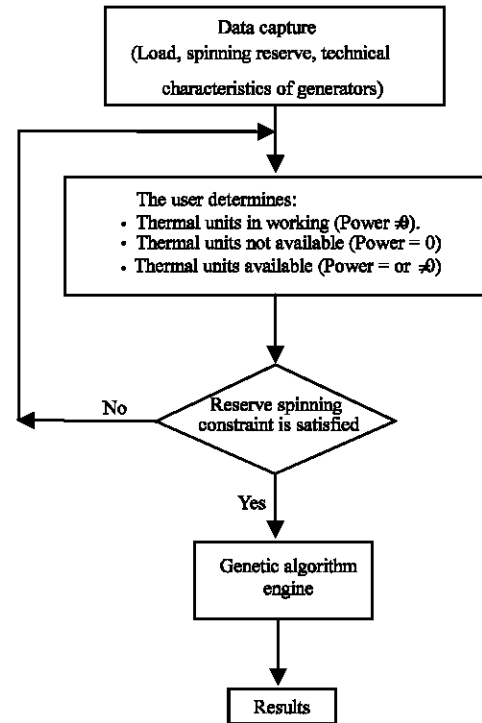 Data capture
(Load, spinning reserve, technical
characteristics of generators)
The user determines:
• Thermal units in working (Power ≠0).
• Thermal units not available (Power = 0)
• Thermal units available (Power = or ≠0)
No
Reserve spinning
constraint is satisfied
Yes
Genetic algorithm
engine
Results